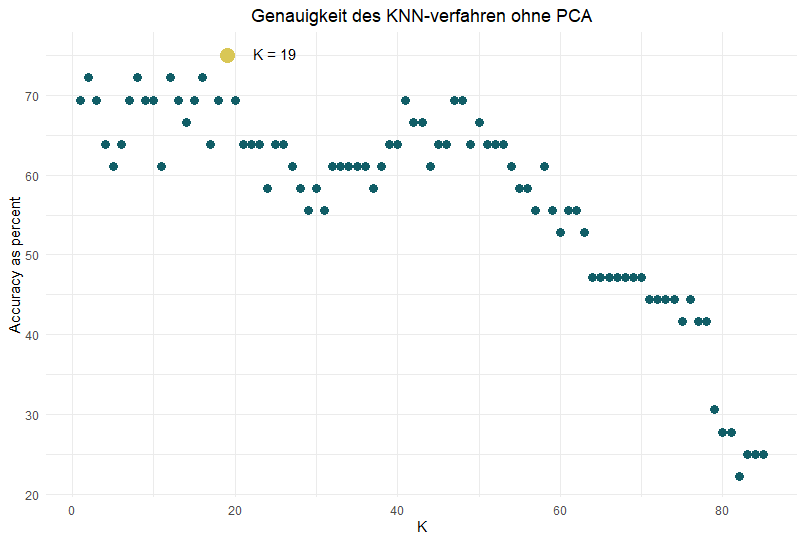 Genauigkeit des KNN-verfahren ohne PCA
K = 19
Accuracy as percent
70
60
50
40
30
20
0 20 40 60 80
K